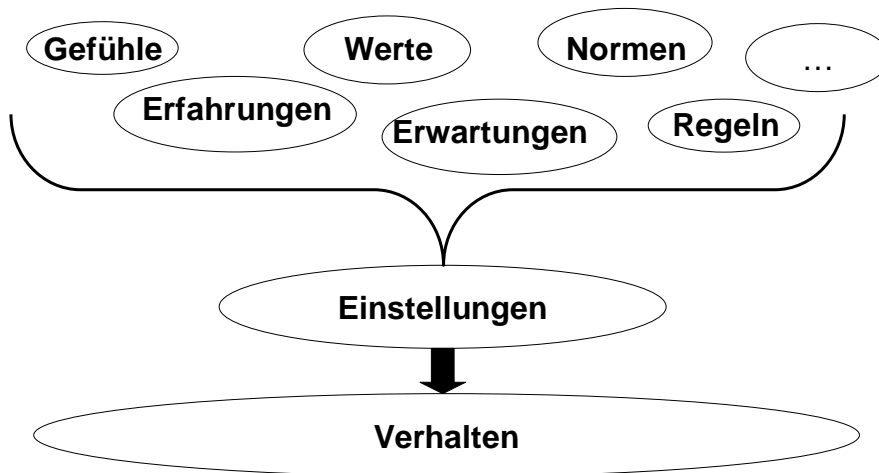 Gefühle
Werte
Normen
...
Erfahrungen
Erwartungen
Regeln
Einstellungen
Verhalten